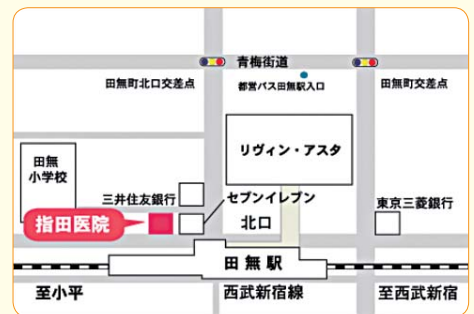 青梅街道
田無町北口交差点
都営バス田無駅入口
田無町交差点
リヴィン・アスタ
田無
小学校
三井住友銀行
セブンイレブン
東京三菱銀行
指田医院
北口
田無駅
至小平
西武新宿線
至西武新宿